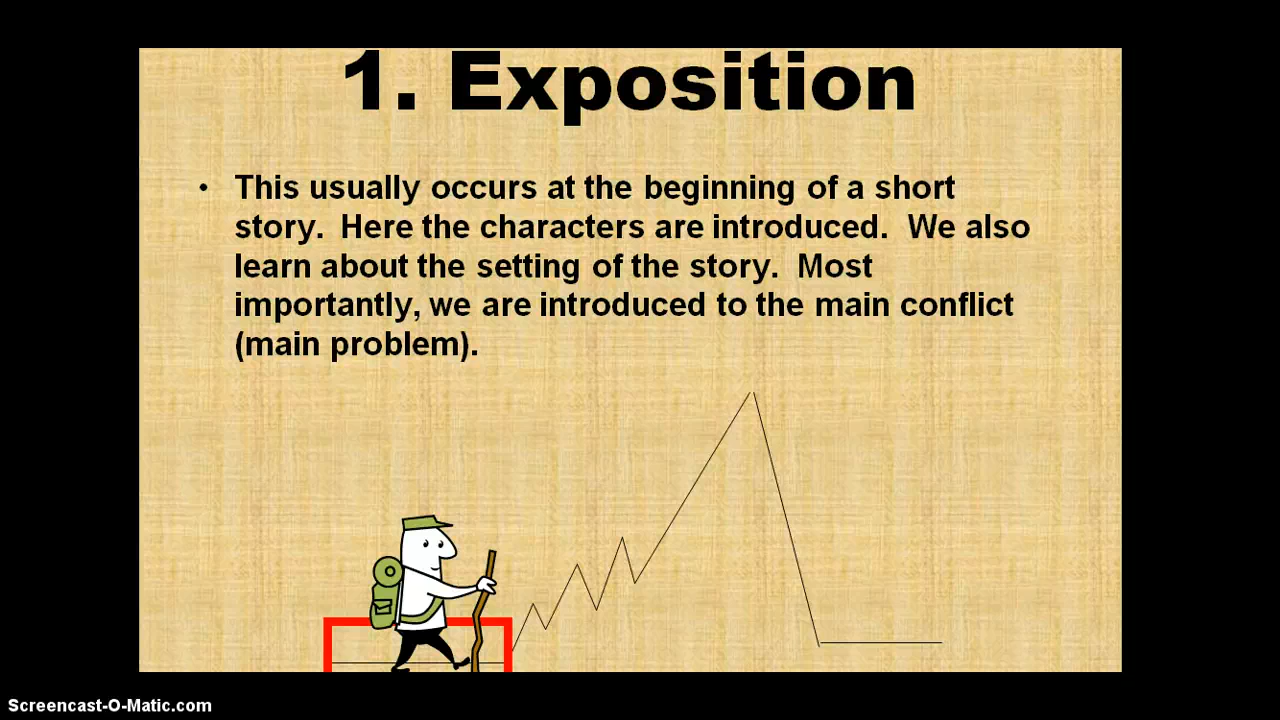 1. Exposition
• This usually occurs at the beginning of a short
story.  Here the characters are introduced.  We also
learn about the setting of the story.  Most
importantly, we are introduced to the main conflict
(main problem).
Screencast-O-Matic.com